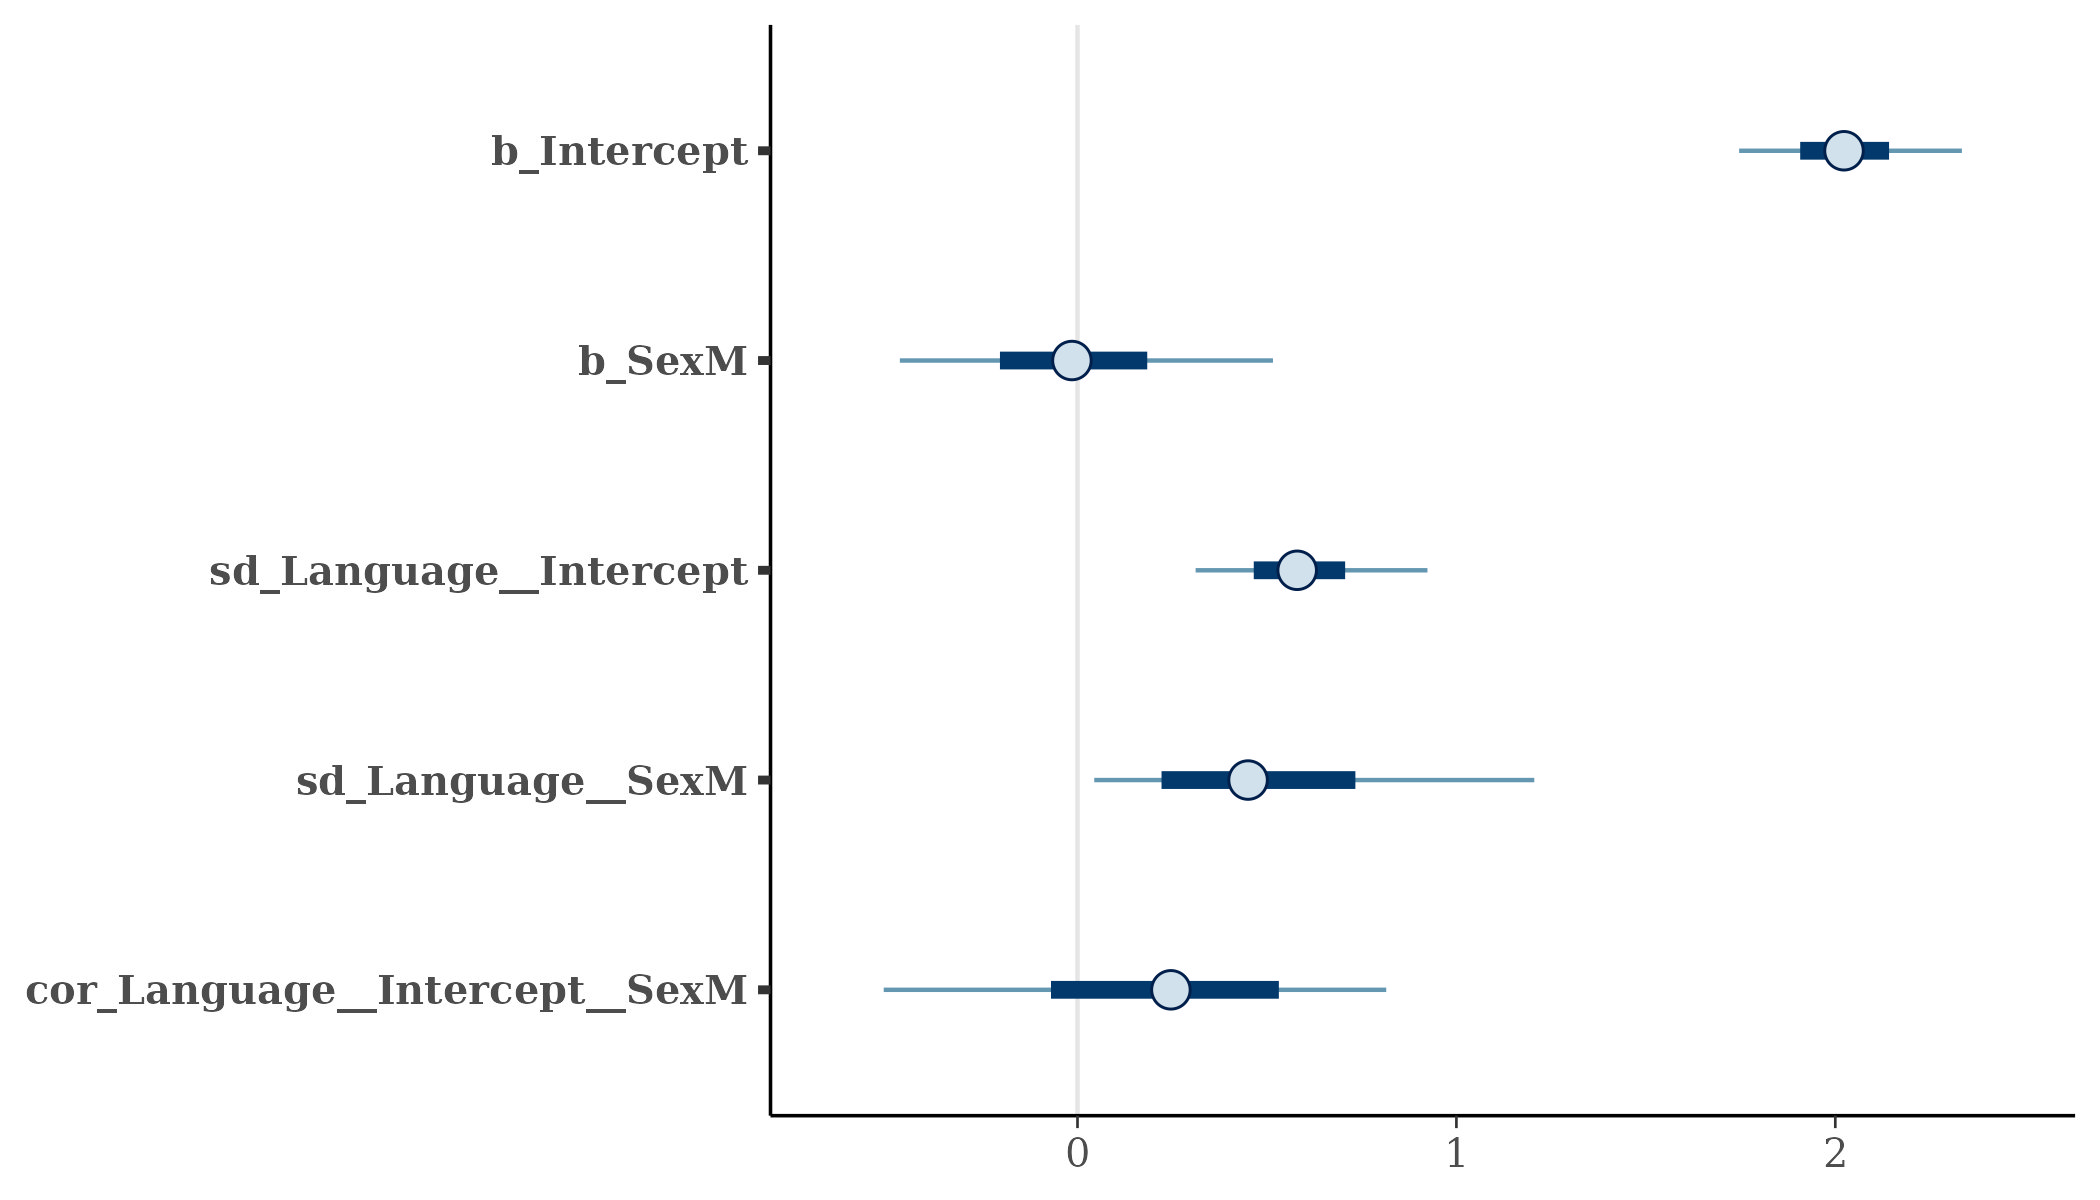 b_Intercept
b_SexM
sd_Language__Intercept
sd_Language__SexM
cor_Language__Intercept__SexM
0 1 2